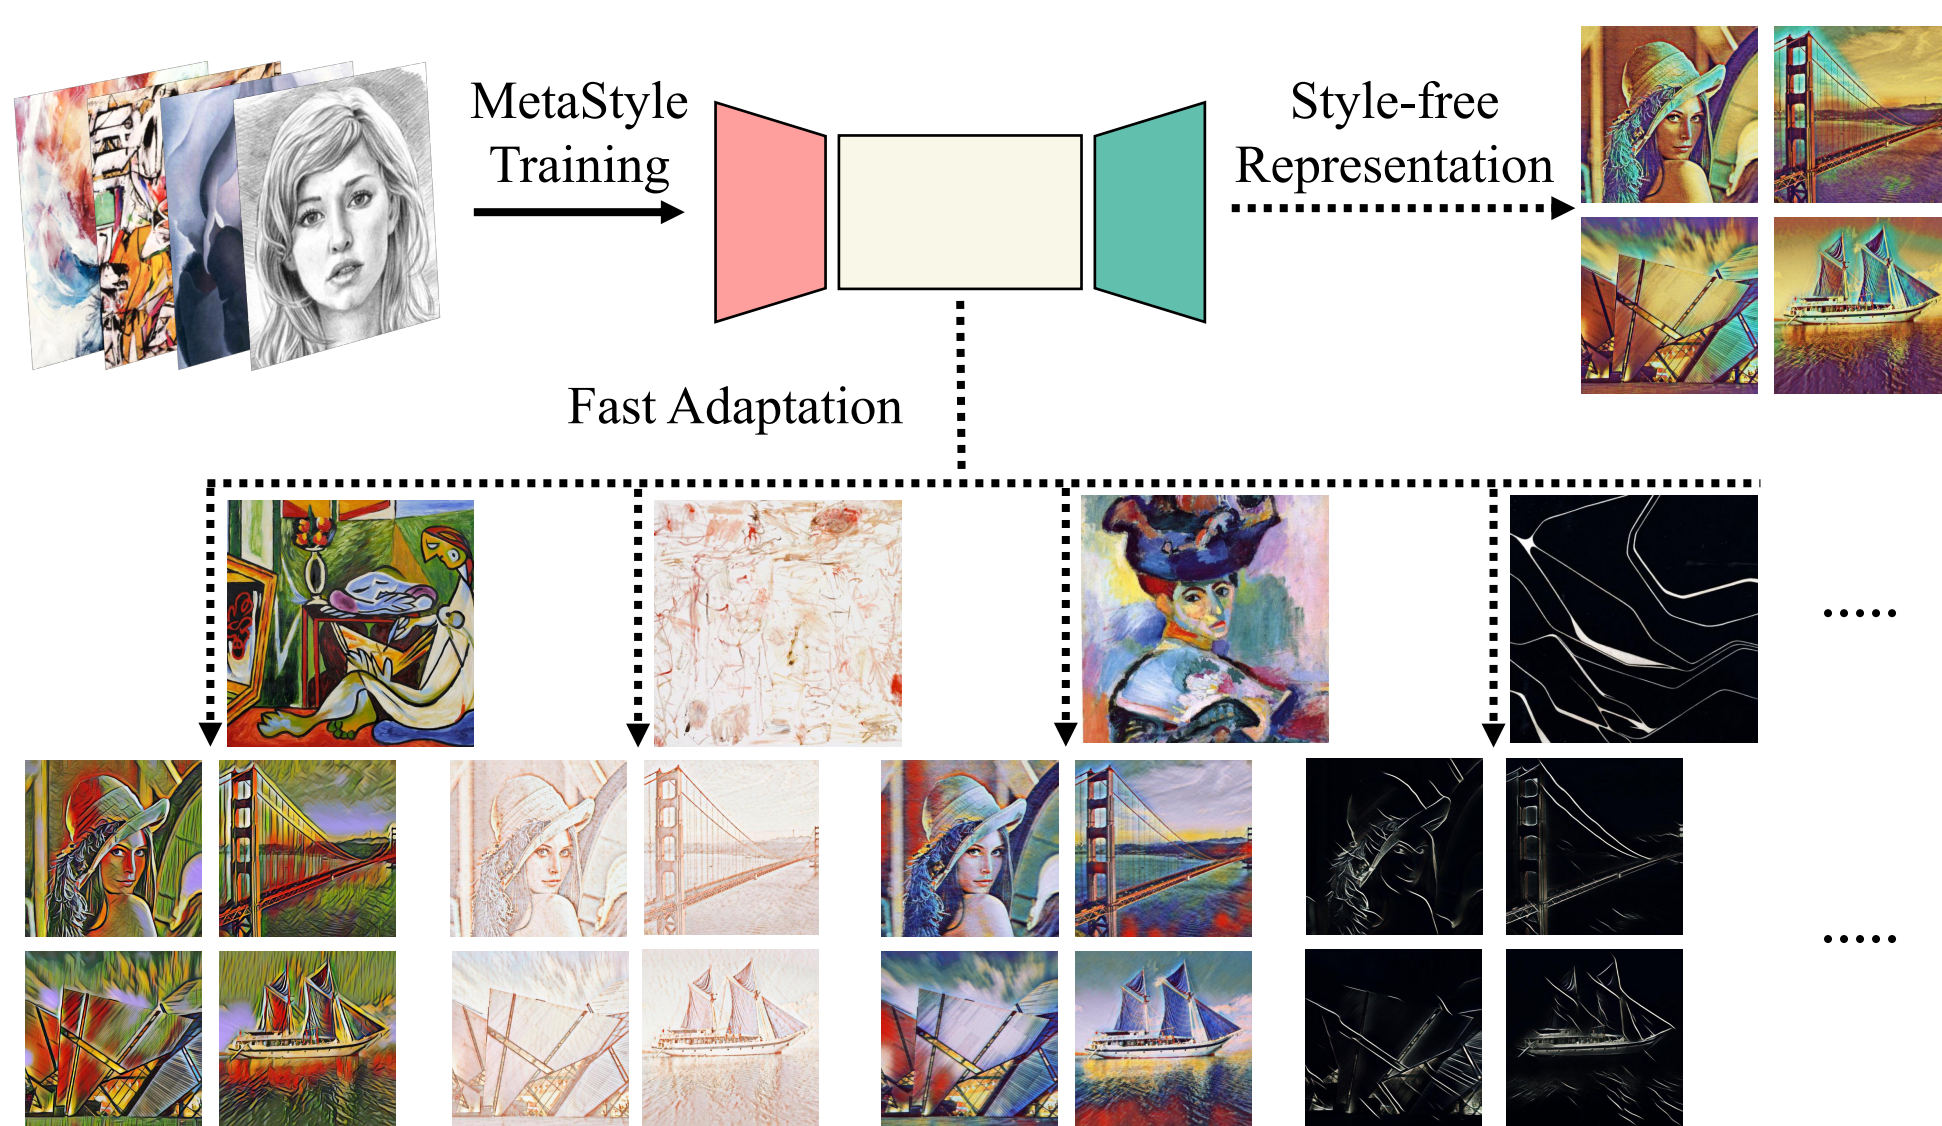 MetaStyle
Training
Style-free
Representation
Fast Adaptation
.....
.....